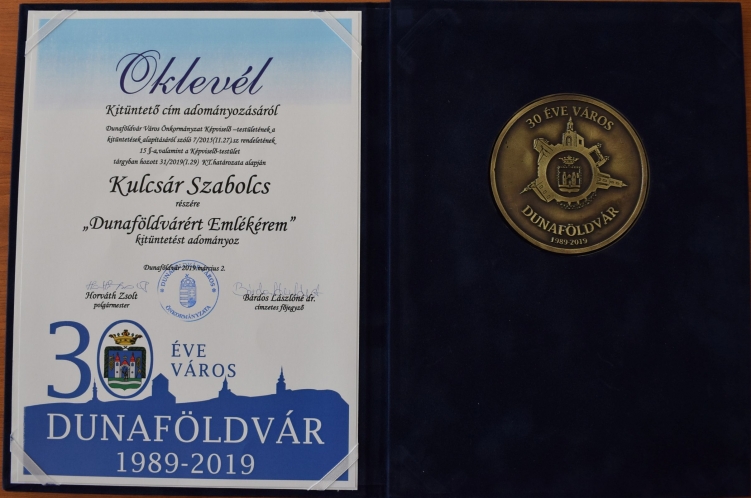 Oklevél
Kitüntető cím adományozásáról
Dunaföldvár Város Önkormányzat Képviselő –testületének a
kitüntetések alapításáról szóló 7/2015(II.27).sz rendeletének
15 §-a,valamint a Képviselő-testület
tárgyban hozott 31/2019(I.29) KT.határozata alapján
Kulcsár Szabolcs
részére
„Dunaföldvárért Emlékérem”
kitüntetést adományoz
Dunaföldvár 2019 március 2.
Horváth Zsolt
polgármester
DUNAFÖLDVÁR VÁROS
ÖNKORMÁNYZATA
Bárdos Lászlóné dr.
címzetes főjegyző
30 ÉVE
VÁROS
DUNAFÖLDVÁR
1989-2019
30 ÉVE VÁROS
DUNAFÖLDVÁR
1989-2019